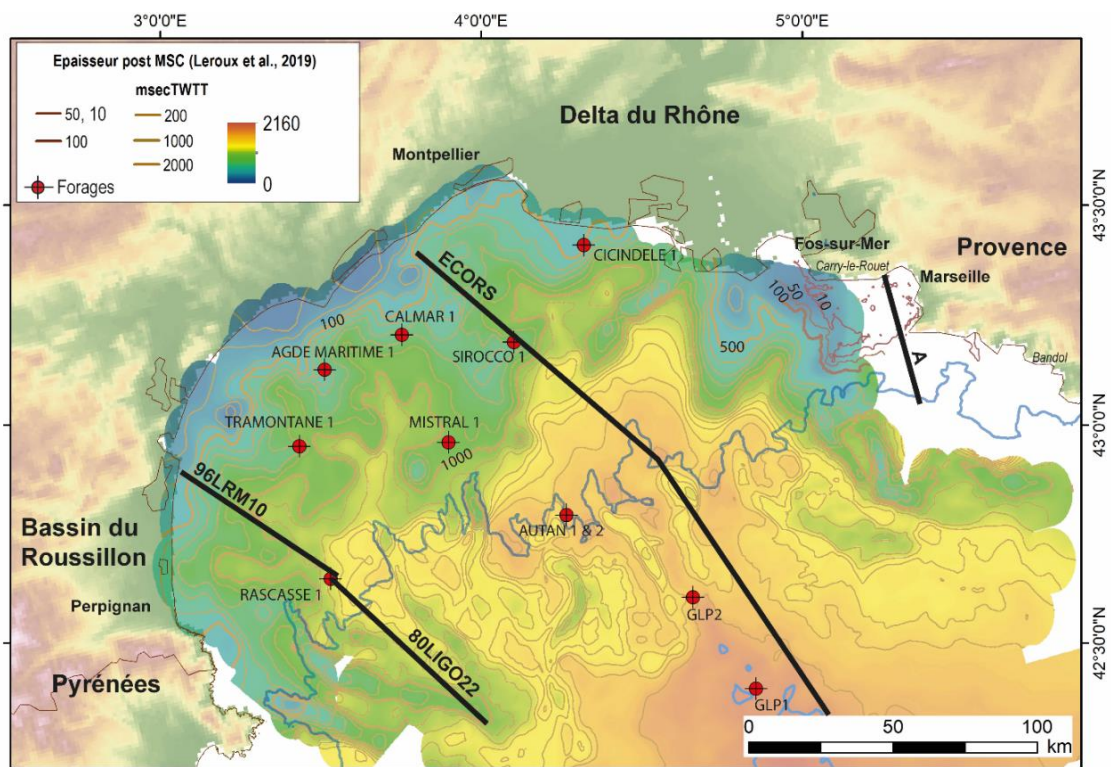 3°0'0"E
4°0'0"E
5°0'0"E
Epaisseur post MSC (Leroux et al., 2019)
msecTWTT
50, 10
100
200
1000
2000
2160
0
Forages
Delta du Rhône
Montpellier
43°30'0"N
Fos-sur-Mer
Provence
CICINDELE 1
Carry-le-Rouet
Marseille
ECORS
10
50
100
100
CALMAR 1
SIROCCO 1
500
AGDE MARITIME 1
A
Bandol
TRAMONTANE 1
MISTRAL 1
43°0'0"N
1000
96LRM10
Bassin du
Roussillon
AUTAN 1 & 2
RASCASSE 1
Perpignan
GLP2
42°30'0"N
80LIGO22
Pyrénées
GLP1
0
50
100
km